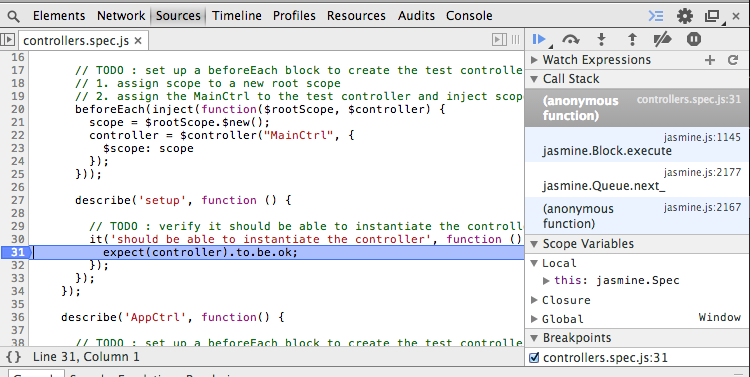 Elements Network Sources Timeline Profiles Resources Audits Console
controllers.spec.js ×
16
17 // TODO : set up a beforeEach block to create the test controlle
18 // 1. assign scope to a new root scope
19 // 2. assign the MainCtrl to the test controller and inject scop
20 beforeEach(inject(function($rootScope, $controller) {
21 scope = $rootScope.$new();
22 controller = $controller("MainCtrl", {
23 $scope: scope
24 });
25 }));
26
27 describe('setup', function () {
28
29 // TODO : verify it should be able to instantiate the controlle
30 it('should be able to instantiate the controller', function ()
31 expect(controller).to.be.ok;
32 });
33 });
34 });
35
36 describe('AppCtrl', function() {
37
38 // TODO : set up a beforeEach block to create the test controlle
{} Line 31, Column 1
Watch Expressions
Call Stack
(anonymous function) controllers.spec.js:31
jasmine.js:1145
jasmine.Block.execute
jasmine.js:2177
jasmine.Queue.next_
(anonymous function) jasmine.js:2167
Scope Variables
Local
this: jasmine.Spec
Closure
Global Window
Breakpoints
controllers.spec.js:31